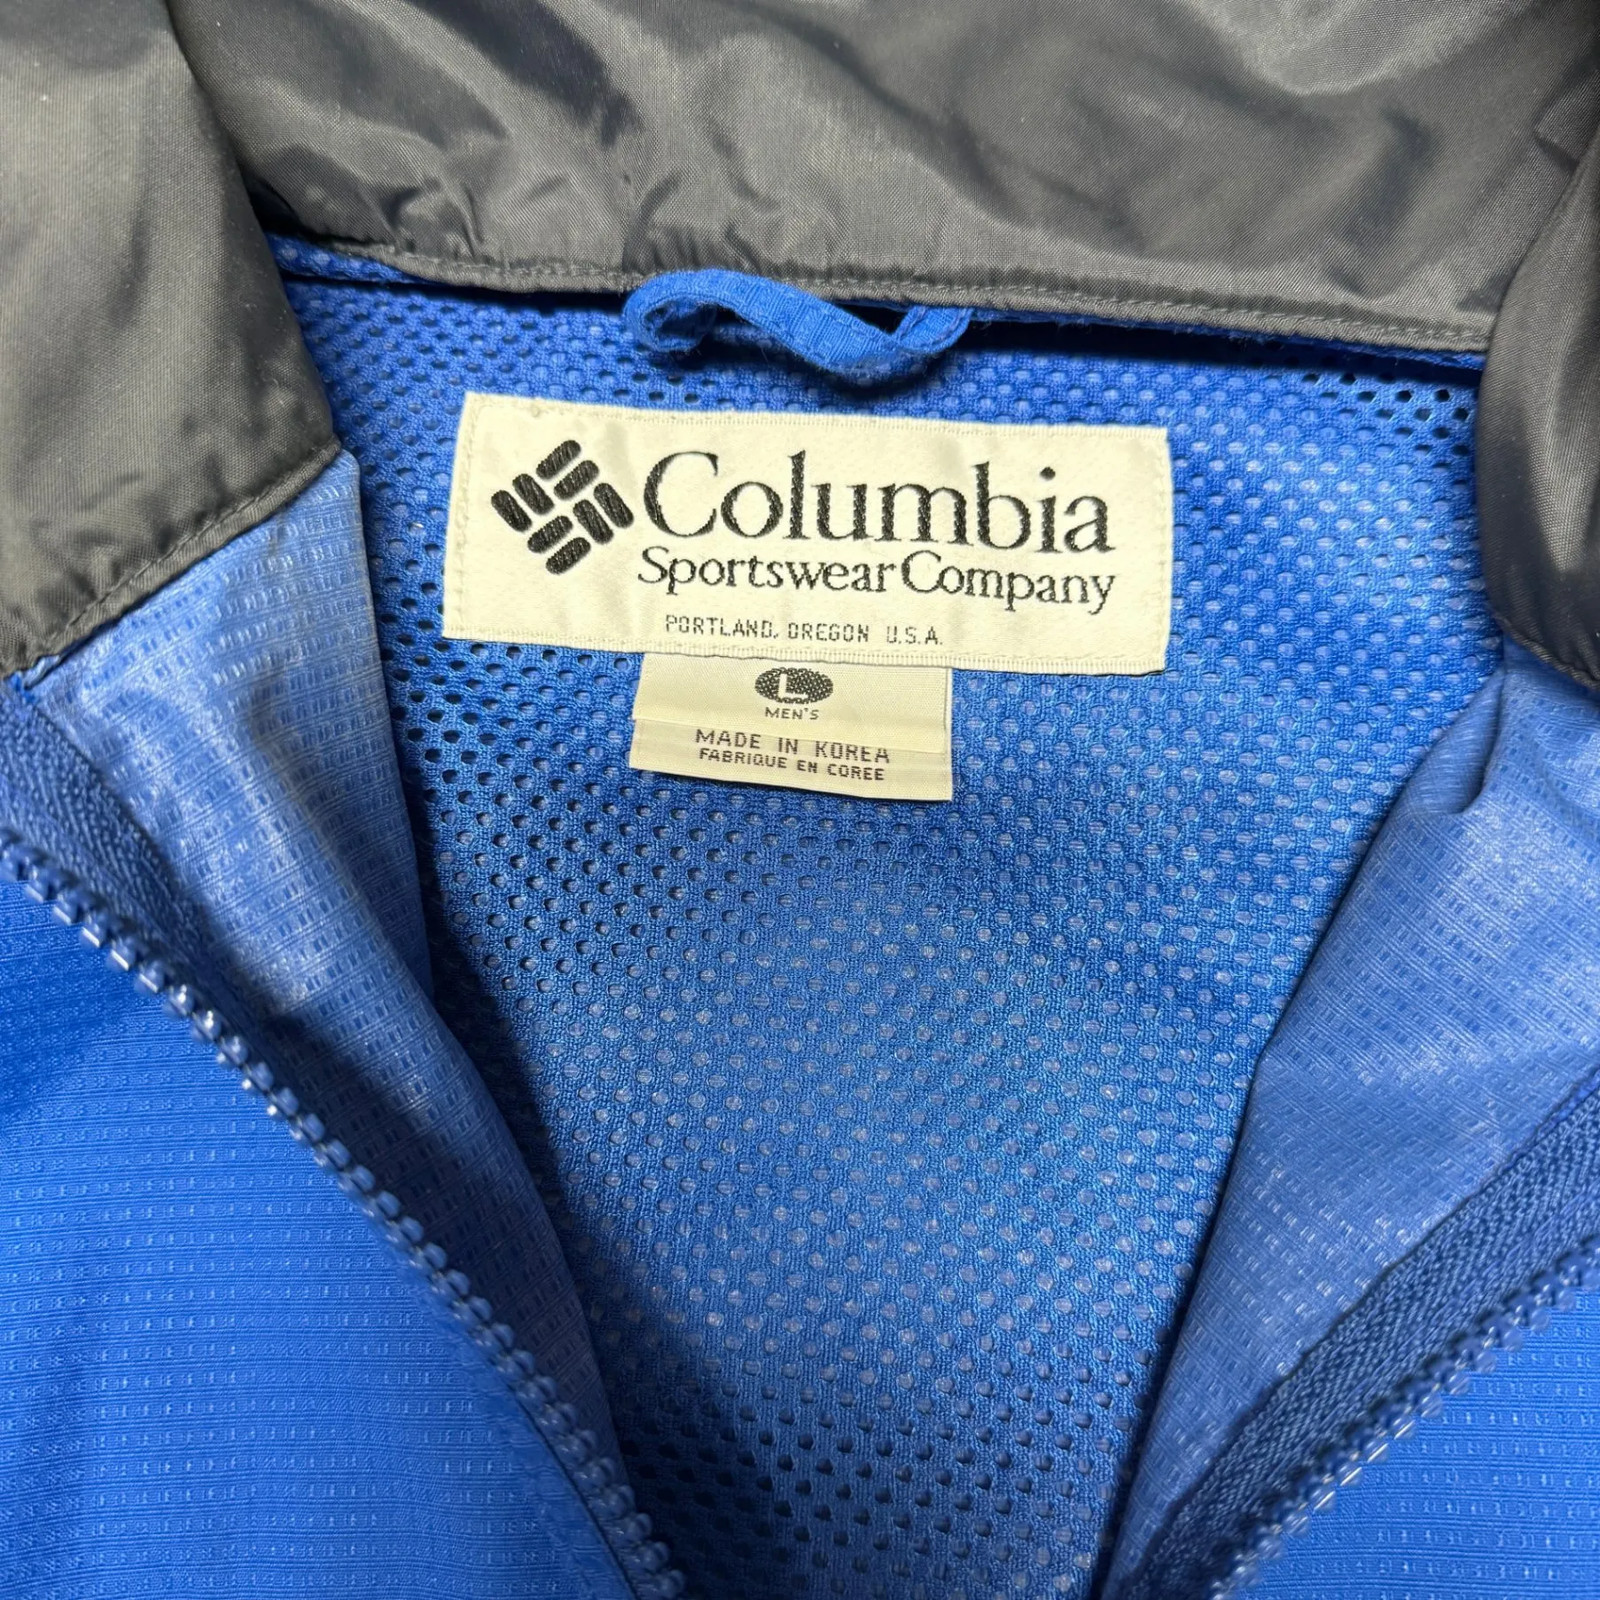 Columbia
Sportswear Company
PORTLAND, OREGON U.S.A.
L
MEN'S
MADE IN KOREA
FABRIQUE EN COREE